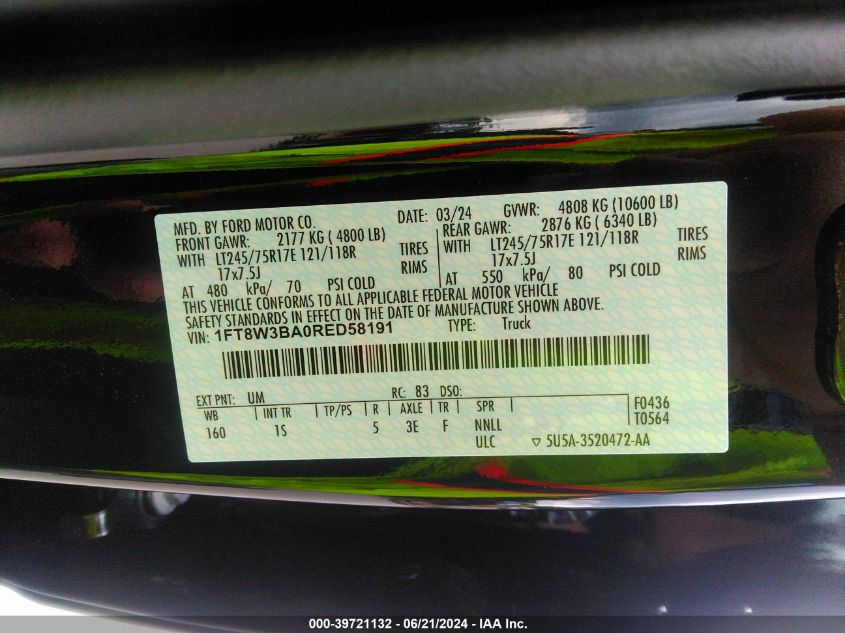 MFD. BY FORD MOTOR CO. DATE: 03/24 GVWR: 4808 KG (10600 LB)
FRONT GAWR: 2177 KG ( 4800 LB) REAR GAWR: 2876 KG ( 6340 LB)
WITH LT245/75R17E 121/118R TIRES WITH LT245/75R17E 121/118R TIRES
17x7.5J RIMS 17x7.5J RIMS
AT 480 kPa/ 70 PSI COLD AT 550 kPa/ 80 PSI COLD
THIS VEHICLE CONFORMS TO ALL APPLICABLE FEDERAL MOTOR VEHICLE
SAFETY STANDARDS IN EFFECT ON THE DATE OF MANUFACTURE SHOWN ABOVE.
VIN: 1FT8W3BA0RED58191 TYPE: Truck
EXT PNT: UM RC: 83 DSO:
WB INT TR TP/PS R AXLE TR SPR F0436
160 1S 5 3E F NNLL T0564
ULC ▽ 5U5A-3520472-AA
000-39721132 - 06/21/2024 - IAA Inc.